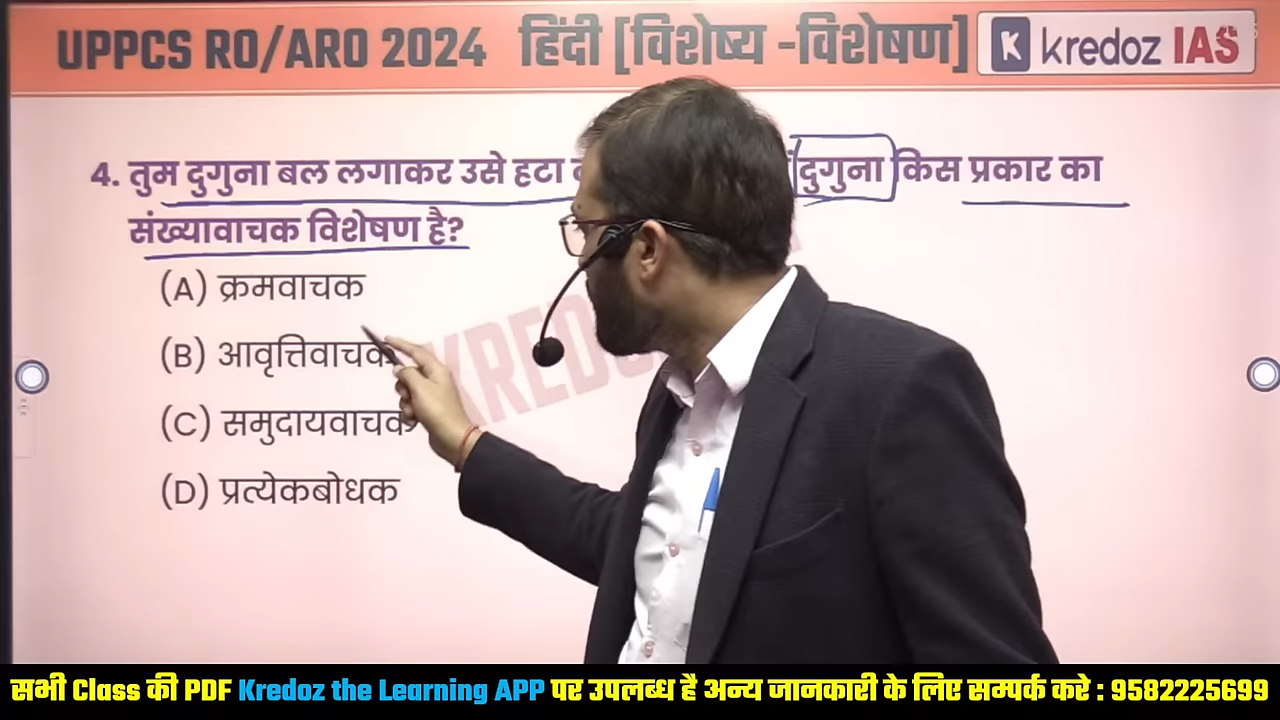 UPPCS RO/ARO 2024 हिंदी [विशेष्य -विशेषण] K kredoz IAS
4. तुम दुगुना बल लगाकर उसे हटा दुगुना किस प्रकार का
संख्यावाचक विशेषण है?
(A) क्रमवाचक
(B) आवृत्तिवाचक
(C) समुदायवाचक
(D) प्रत्येकबोधक
सभी Class की PDF Kredoz the Learning APP पर उपलब्ध है अन्य जानकारी के लिए सम्पर्क करे : 9582225699